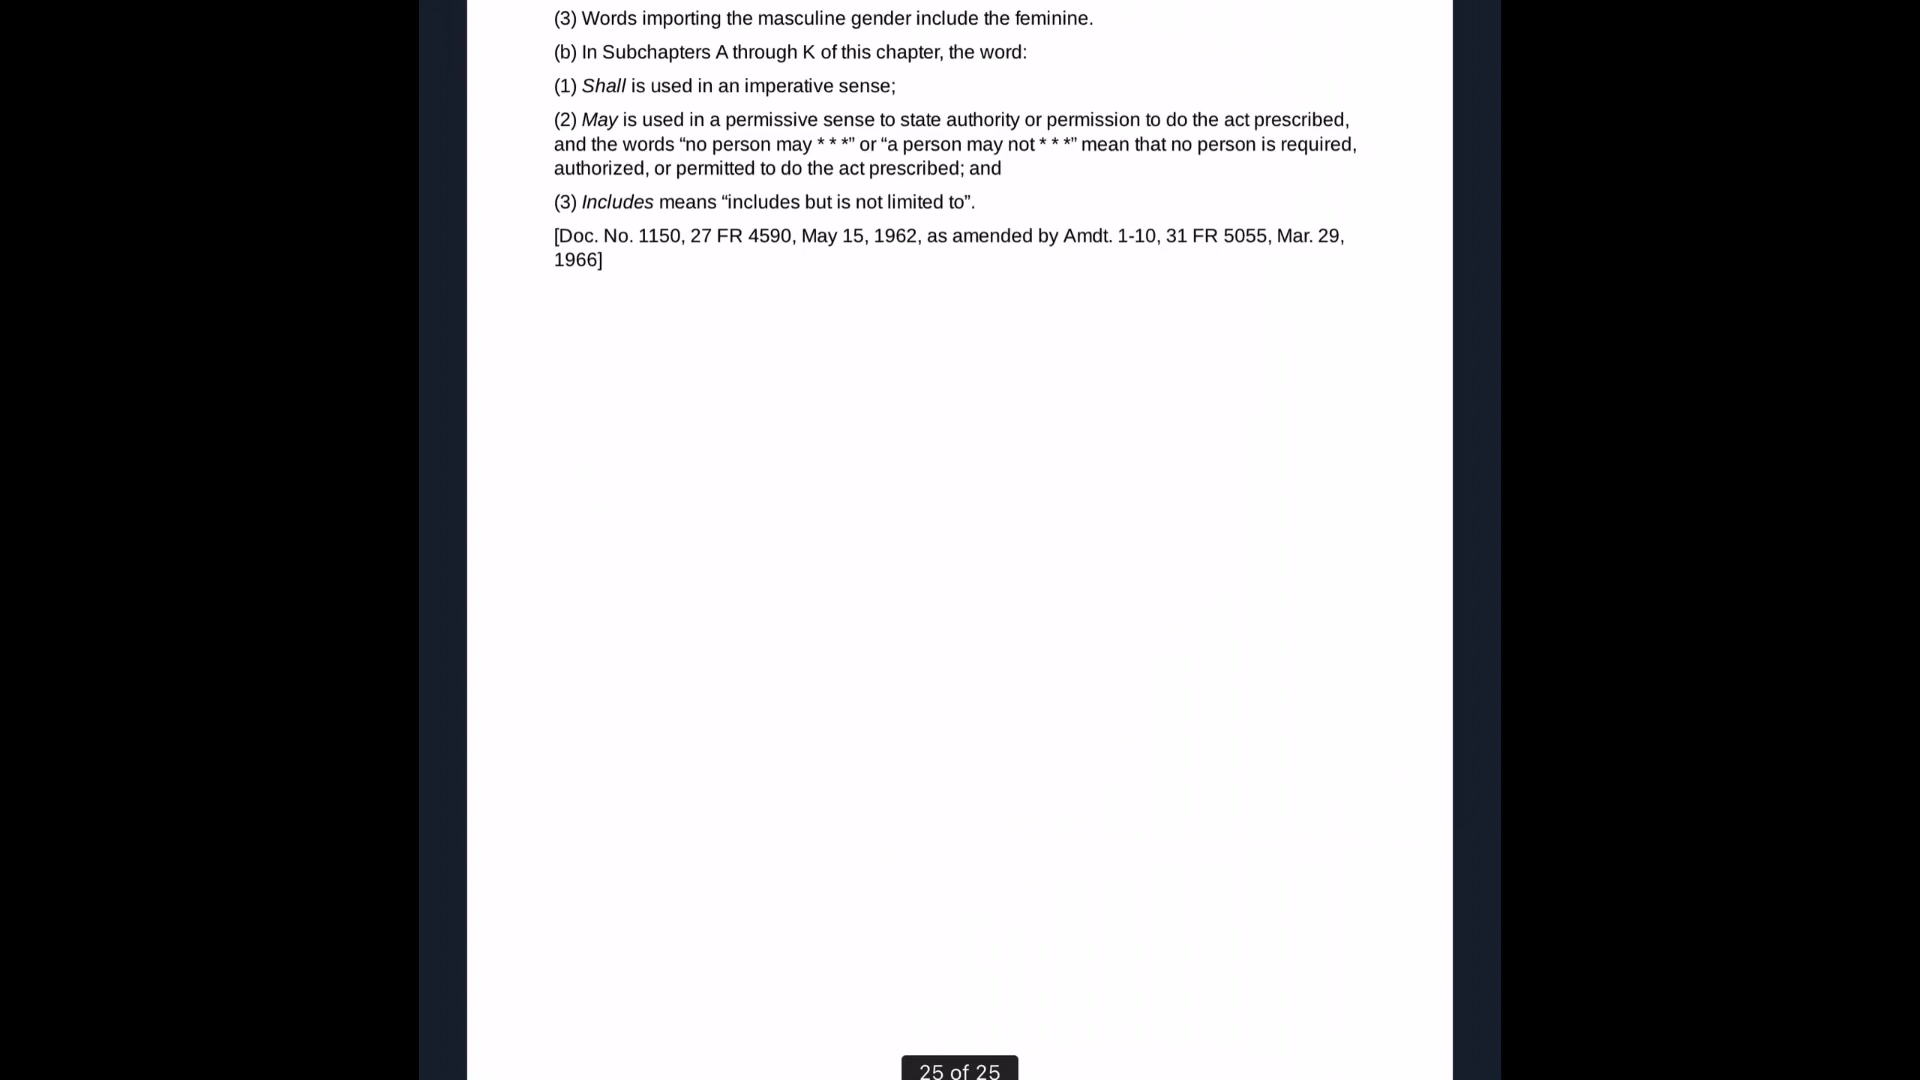 (3) Words importing the masculine gender include the feminine.
(b) In Subchapters A through K of this chapter, the word:
(1) Shall is used in an imperative sense;
(2) May is used in a permissive sense to state authority or permission to do the act prescribed,
and the words “no person may * * *” or “a person may not * * *” mean that no person is required,
authorized, or permitted to do the act prescribed; and
(3) Includes means “includes but is not limited to”.
[Doc. No. 1150, 27 FR 4590, May 15, 1962, as amended by Amdt. 1-10, 31 FR 5055, Mar. 29,
1966]
25 of 25